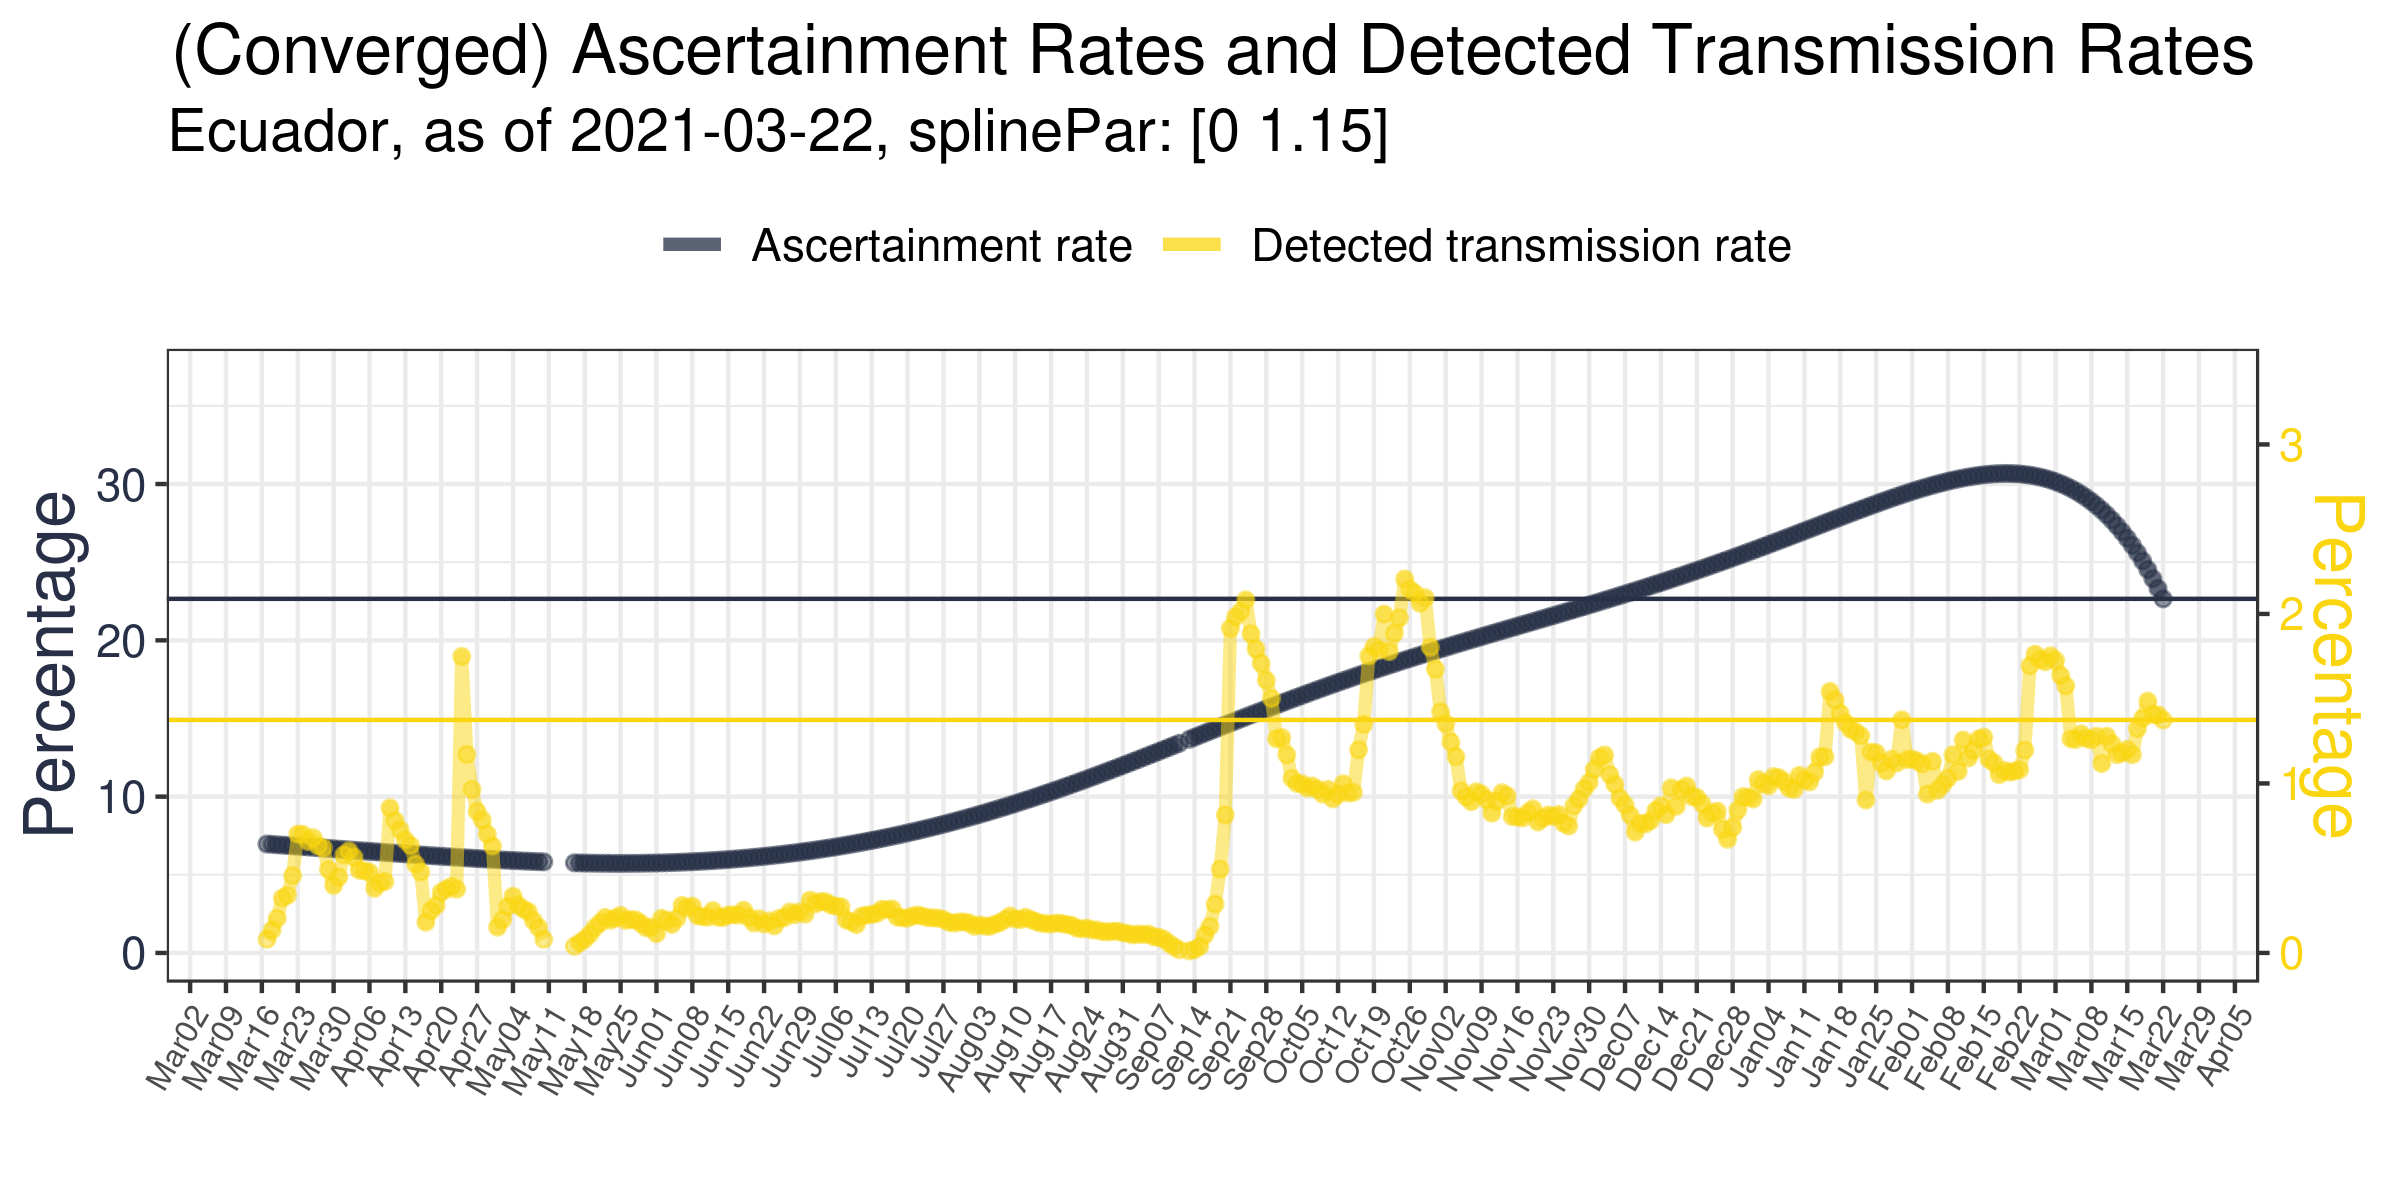 (Converged) Ascertainment Rates and Detected Transmission Rates
Ecuador, as of 2021-03-22, splinePar: [0 1.15]
Ascertainment rate Detected transmission rate
Percentage
30
20
10
0
3
2
1
0
Percentage
Mar02 Mar09 Mar16 Mar23 Mar30 Apr06 Apr13 Apr20 Apr27 May04 May11 May18 May25 Jun01 Jun08 Jun15 Jun22 Jun29 Jul06 Jul13 Jul20 Jul27 Aug03 Aug10 Aug17 Aug24 Aug31 Sep07 Sep14 Sep21 Sep28 Oct05 Oct12 Oct19 Oct26 Nov02 Nov09 Nov16 Nov23 Nov30 Dec07 Dec14 Dec21 Dec28 Jan04 Jan11 Jan18 Jan25 Feb01 Feb08 Feb15 Feb22 Mar01 Mar08 Mar15 Mar22 Mar29 Apr05